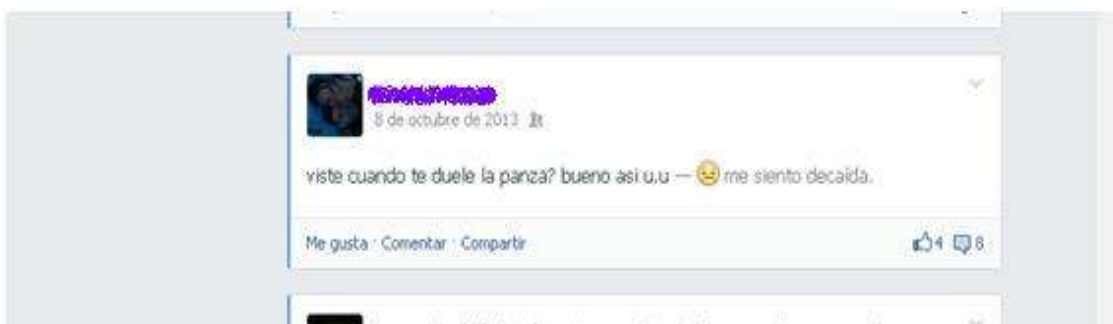 8 de octubre de 2013
viste cuando te duele la panza? bueno asi u.u — me siento decaída.
Me gusta · Comentar · Compartir 4 8